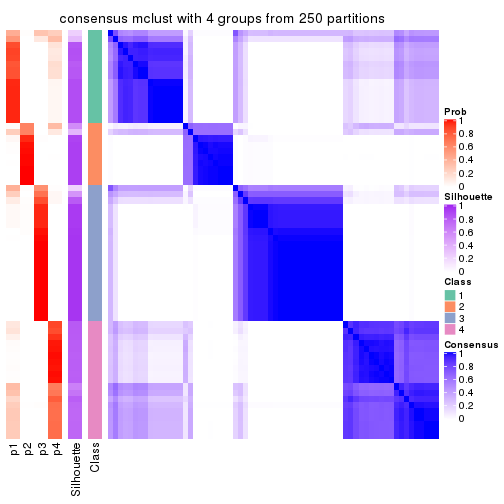 consensus mclust with 4 groups from 250 partitions
Prob
1
0.8
0.6
0.4
0.2
0
Silhouette
1
0.8
0.6
0.4
0.2
0
Class
1
2
3
4
Consensus
1
0.8
0.6
0.4
0.2
0
p1
p2
p3
p4
Silhouette
Class